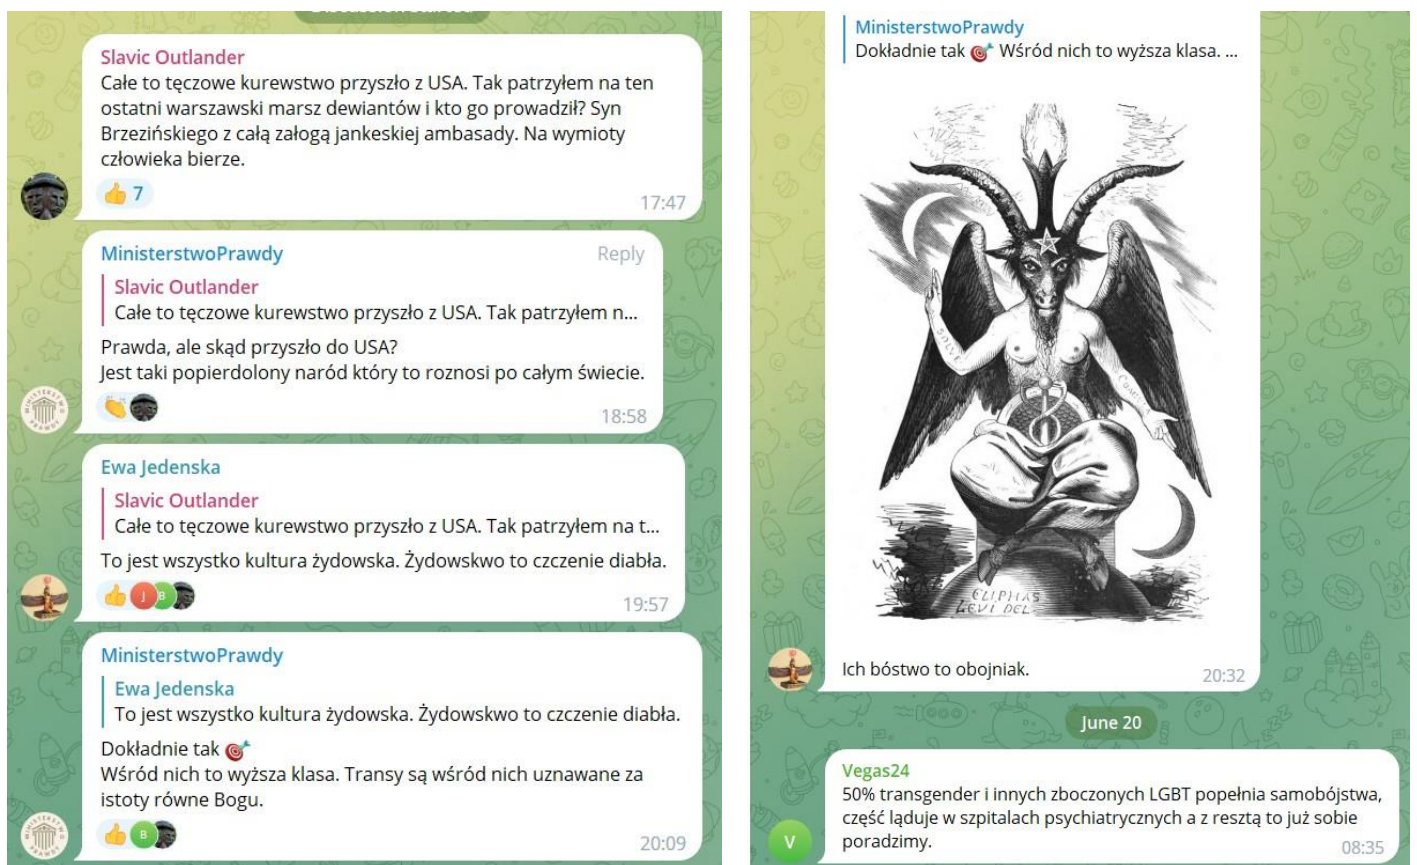 Discussion started
Slavic Outlander
Całe to tęczowe kurewstwo przyszło z USA. Tak patrzyłem na ten
ostatni warszawski marsz dewiantów i kto go prowadził? Syn
Brzezińskiego z całą załogą jankeskiej ambasady. Na wymioty
człowieka bierze.
7
17:47
MinisterstwoPrawdy
Reply
Slavic Outlander
Całe to tęczowe kurewstwo przyszło z USA. Tak patrzyłem n...
Prawda, ale skąd przyszło do USA?
Jest taki popierdolony naród który to roznosi po całym świecie.
18:58
Ewa Jedenska
Slavic Outlander
Całe to tęczowe kurewstwo przyszło z USA. Tak patrzyłem na t...
To jest wszystko kultura żydowska. Żydowskwo to czczenie diabła.
J B
19:57
MinisterstwoPrawdy
Ewa Jedenska
To jest wszystko kultura żydowska. Żydowskwo to czczenie diabła.
Dokładnie tak
Wśród nich to wyższa klasa. Transy są wśród nich uznawane za
istoty równe Bogu.
B
20:09
MINISTERSTWO
PRAWDY
MinisterstwoPrawdy
Dokładnie tak Wśród nich to wyższa klasa. ...
SOLVE
COAGULA
ELIPHAS
LEVI DEL
Ich bóstwo to obojniak.
20:32
June 20
Vegas24
50% transgender i innych zboczonych LGBT popełnia samobójstwa,
część ląduje w szpitalach psychiatrycznych a z resztą to już sobie
poradzimy.
V
08:35